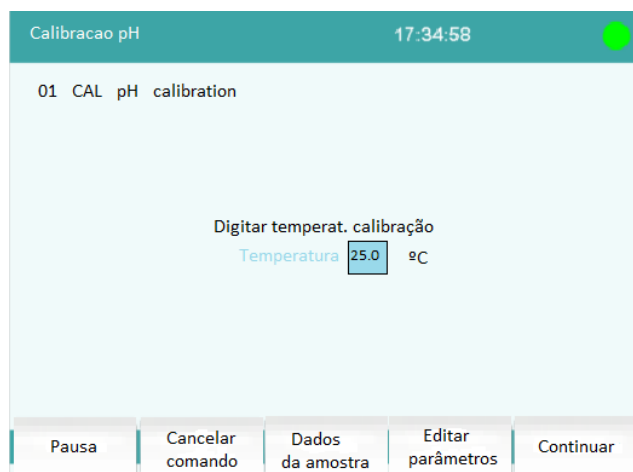 Calibracao pH 17:34:58
01 CAL pH calibration
Digitar temperat. calibração
Temperatura 25.0 ºC
Pausa
Cancelar
comando
Dados
da amostra
Editar
parâmetros
Continuar